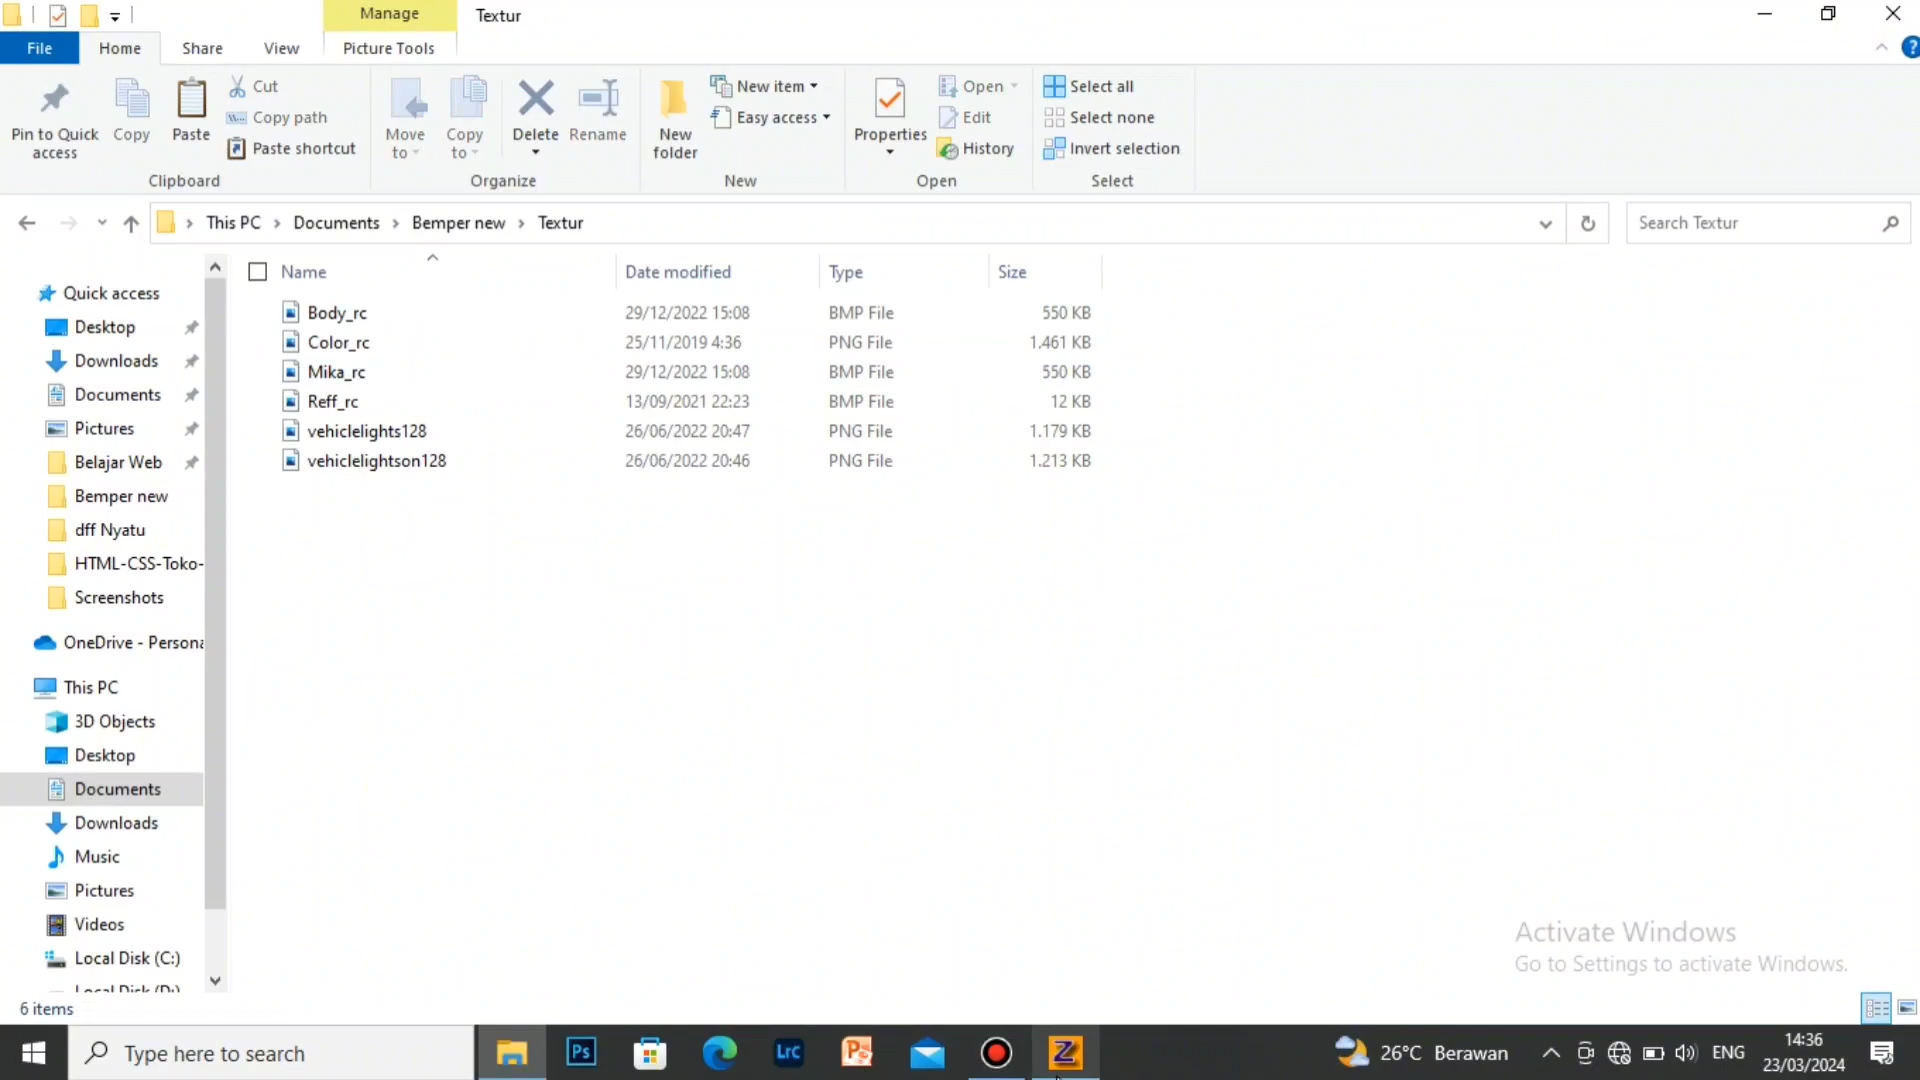 Manage
Textur
File
Home
Share
View
Picture Tools
Pin to Quick access
Copy
Paste
Cut
Copy path
Paste shortcut
Clipboard
Move to
Copy to
Delete
Rename
Organize
New folder
New item
Easy access
New
Properties
Open
Edit
History
Open
Select all
Select none
Invert selection
Select
This PC > Documents > Bemper new > Textur
Search Textur
Name Date modified Type Size
Body_rc 29/12/2022 15:08 BMP File 550 KB
Color_rc 25/11/2019 4:36 PNG File 1.461 KB
Mika_rc 29/12/2022 15:08 BMP File 550 KB
Reff_rc 13/09/2021 22:23 BMP File 12 KB
vehiclelights128 26/06/2022 20:47 PNG File 1.179 KB
vehiclelightson128 26/06/2022 20:46 PNG File 1.213 KB
Quick access
Desktop
Downloads
Documents
Pictures
Belajar Web
Bemper new
dff Nyatu
HTML-CSS-Toko-
Screenshots
OneDrive - Persona
This PC
3D Objects
Desktop
Documents
Downloads
Music
Pictures
Videos
Local Disk (C:)
Local Disk (D:)
Activate Windows
Go to Settings to activate Windows.
6 items
Type here to search
Ps
LrC
26°C Berawan
ENG
14:36
23/03/2024